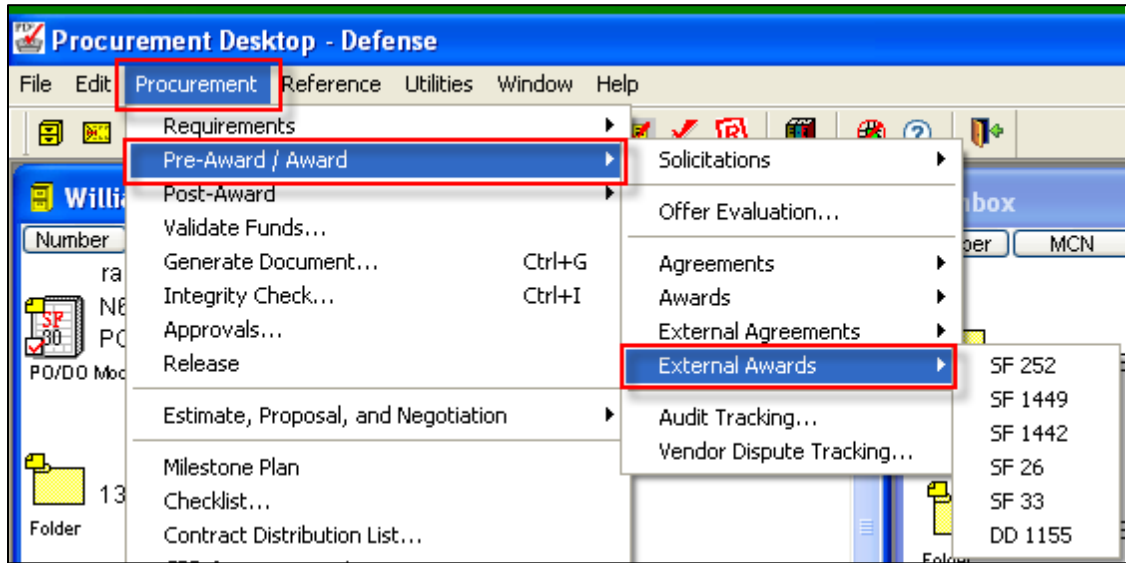 Procurement Desktop - Defense
File Edit Procurement Reference Utilities Window Help
Requirements
Pre-Award / Award
Post-Award
Validate Funds...
Generate Document... Ctrl+G
Integrity Check... Ctrl+I
Approvals...
Release
Estimate, Proposal, and Negotiation
Milestone Plan
Checklist...
Contract Distribution List...
Solicitations
Offer Evaluation...
Agreements
Awards
External Agreements
External Awards
Audit Tracking...
Vendor Dispute Tracking...
SF 252
SF 1449
SF 1442
SF 26
SF 33
DD 1155
Number
SF
30
PO/DO
13
Folder
MCN